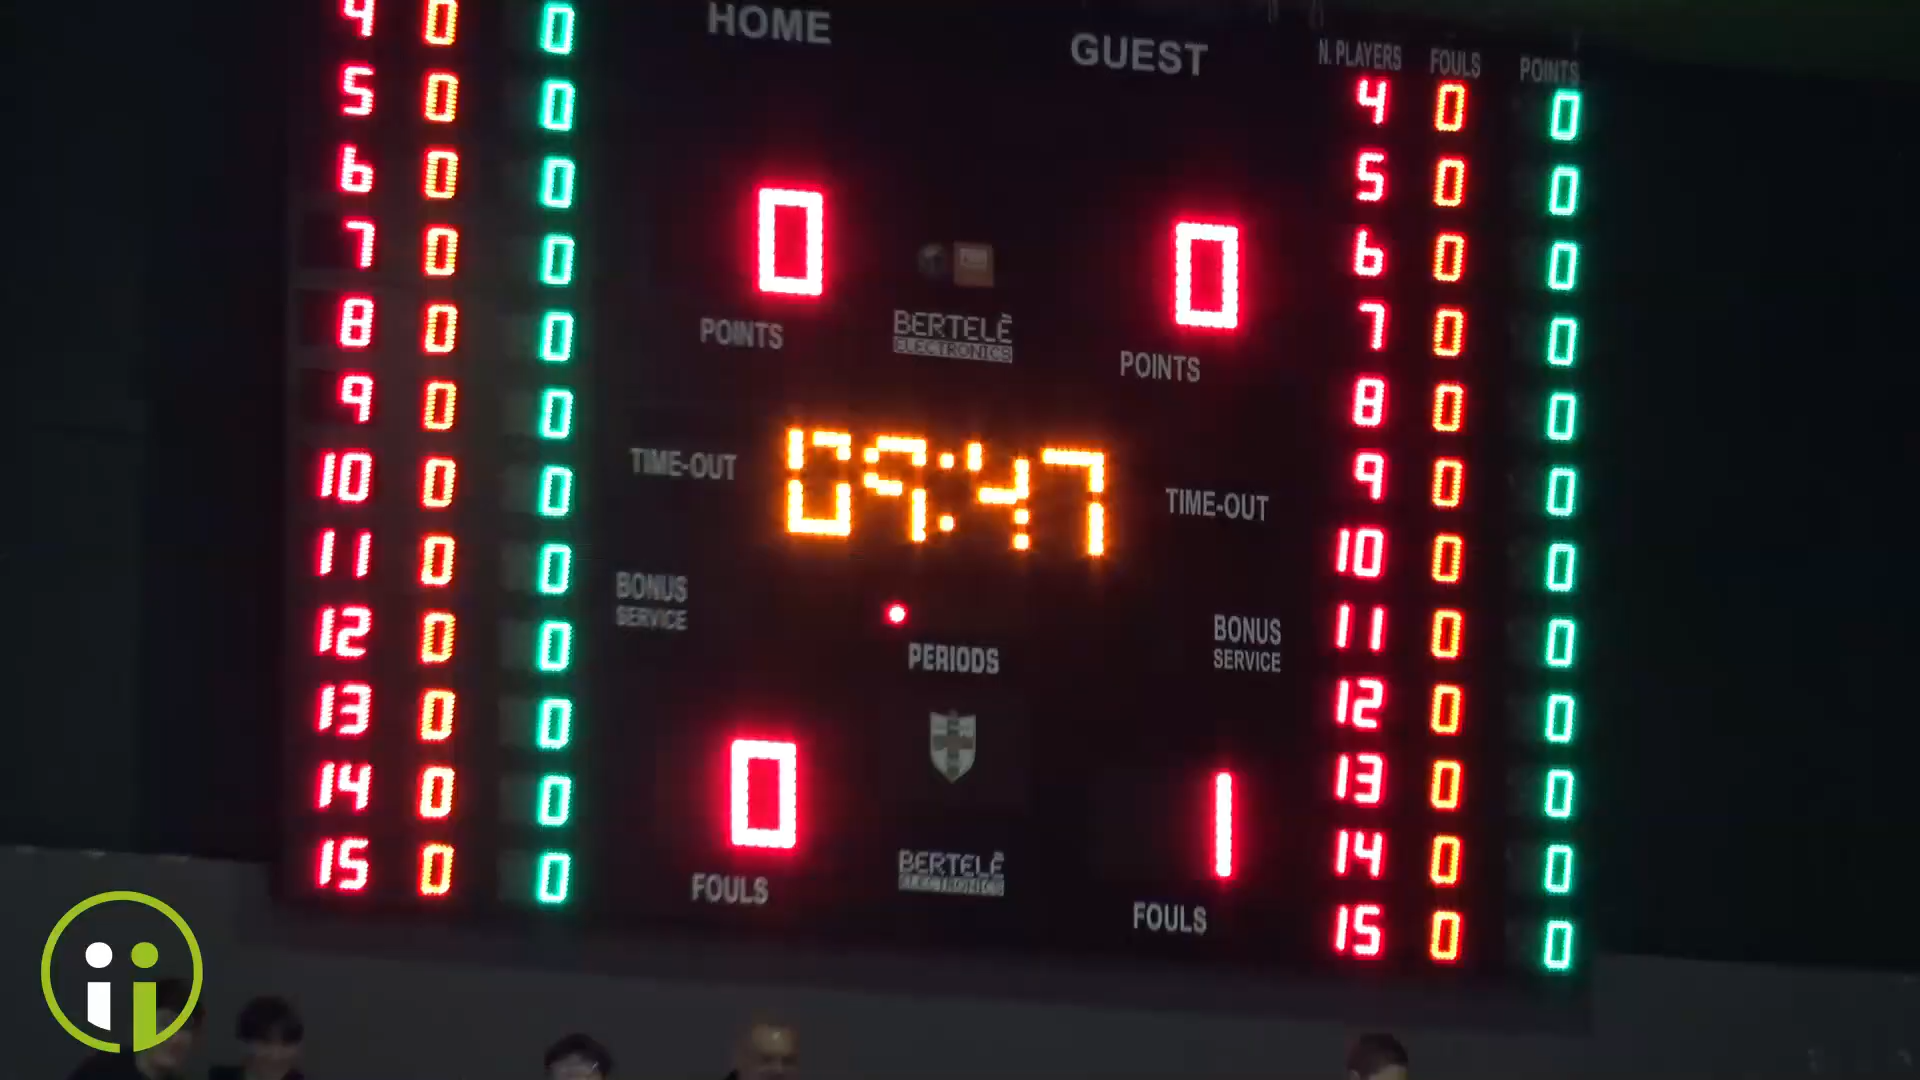 HOME
GUEST
N. PLAYERS FOULS POINTS
4 0 0
5 0 0
6 0 0
7 0 0
8 0 0
9 0 0
10 0 0
11 0 0
12 0 0
13 0 0
14 0 0
15 0 0
0
POINTS
0
POINTS
BERTELÈ
ELECTRONICS
TIME-OUT
09:47
TIME-OUT
BONUS
SERVICE
PERIODS
BONUS
SERVICE
0
FOULS
BERTELÈ
ELECTRONICS
1
FOULS
4 0 0
5 0 0
6 0 0
7 0 0
8 0 0
9 0 0
10 0 0
11 0 0
12 0 0
13 0 0
14 0 0
15 0 0
ii